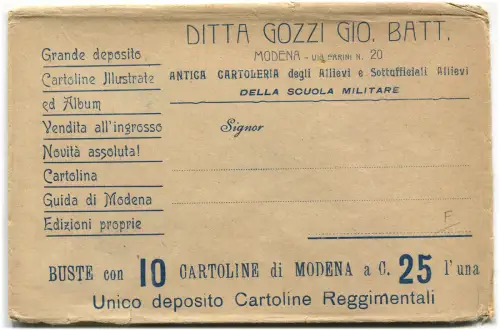 DITTA GOZZI GIO. BATT.
MODENA - VIA FARINI N. 20
ANTICA CARTOLERIA degli Allievi e Sottufficiali Allievi
DELLA SCUOLA MILITARE
Grande deposito
Cartoline Illustrate
ed Album
Vendita all'ingrosso
Novità assoluta!
Cartolina
Guida di Modena
Edizioni proprie
Signor
F
BUSTE con 10 CARTOLINE di MODENA a C. 25 l'una
Unico deposito Cartoline Reggimentali